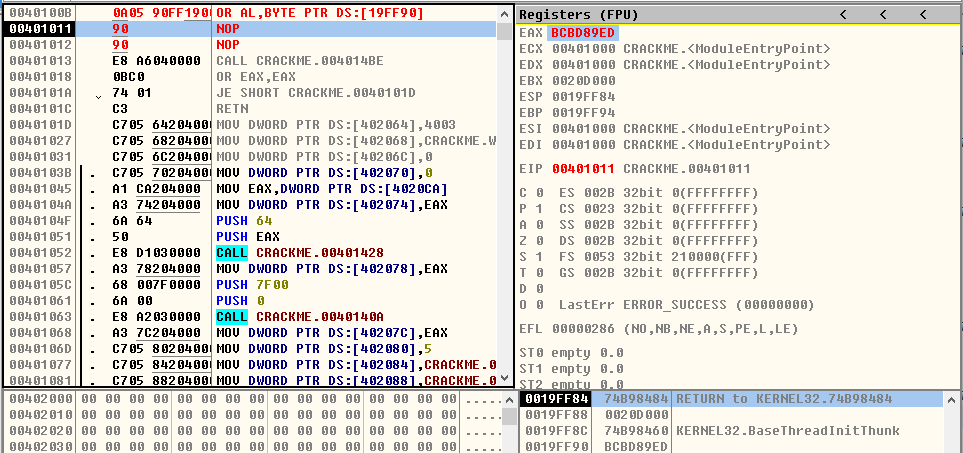 0040100B 0A05 90FF1900 OR AL,BYTE PTR DS:[19FF90]
00401011 90 NOP
00401012 90 NOP
00401013 E8 A6040000 CALL CRACKME.004014BE
00401018 0BC0 OR EAX,EAX
0040101A 74 01 JE SHORT CRACKME.0040101D
0040101C C3 RETN
0040101D C705 64204000 MOV DWORD PTR DS:[402064],4003
00401027 C705 68204000 MOV DWORD PTR DS:[402068],CRACKME.W
00401031 C705 6C204000 MOV DWORD PTR DS:[40206C],0
0040103B . C705 70204000 MOV DWORD PTR DS:[402070],0
00401045 . A1 CA204000 MOV EAX,DWORD PTR DS:[4020CA]
0040104A . A3 74204000 MOV DWORD PTR DS:[402074],EAX
0040104F . 6A 64 PUSH 64
00401051 . 50 PUSH EAX
00401052 . E8 D1030000 CALL CRACKME.00401428
00401057 . A3 78204000 MOV DWORD PTR DS:[402078],EAX
0040105C . 68 007F0000 PUSH 7F00
00401061 . 6A 00 PUSH 0
00401063 . E8 A2030000 CALL CRACKME.0040140A
00401068 . A3 7C204000 MOV DWORD PTR DS:[40207C],EAX
0040106D . C705 80204000 MOV DWORD PTR DS:[402080],5
00401077 . C705 84204000 MOV DWORD PTR DS:[402084],CRACKME.0
00401081 . C705 88204000 MOV DWORD PTR DS:[402088],CRACKME.0
Registers (FPU) < < <
EAX BCBD89ED
ECX 00401000 CRACKME.<ModuleEntryPoint>
EDX 00401000 CRACKME.<ModuleEntryPoint>
EBX 0020D000
ESP 0019FF84
EBP 0019FF94
ESI 00401000 CRACKME.<ModuleEntryPoint>
EDI 00401000 CRACKME.<ModuleEntryPoint>
EIP 00401011 CRACKME.00401011
C 0 ES 002B 32bit 0(FFFFFFFF)
P 1 CS 0023 32bit 0(FFFFFFFF)
A 0 SS 002B 32bit 0(FFFFFFFF)
Z 0 DS 002B 32bit 0(FFFFFFFF)
S 1 FS 0053 32bit 210000(FFF)
T 0 GS 002B 32bit 0(FFFFFFFF)
D 0
O 0 LastErr ERROR_SUCCESS (00000000)
EFL 00000286 (NO,NB,NE,A,S,PE,L,LE)
ST0 empty 0.0
ST1 empty 0.0
ST2 empty 0.0
00402000 00 00 00 00 00 00 00 00 00 00 00 00 00 00 00 00 .....
00402010 00 00 00 00 00 00 00 00 00 00 00 00 00 00 00 00 .....
00402020 00 00 00 00 00 00 00 00 00 00 00 00 00 00 00 00 .....
00402030 00 00 00 00 00 00 00 00 00 00 00 00 00 00 00 00 .....
0019FF84 74B98484 RETURN to KERNEL32.74B98484
0019FF88 0020D000
0019FF8C 74B98460 KERNEL32.BaseThreadInitThunk
0019FF90 BCBD89ED